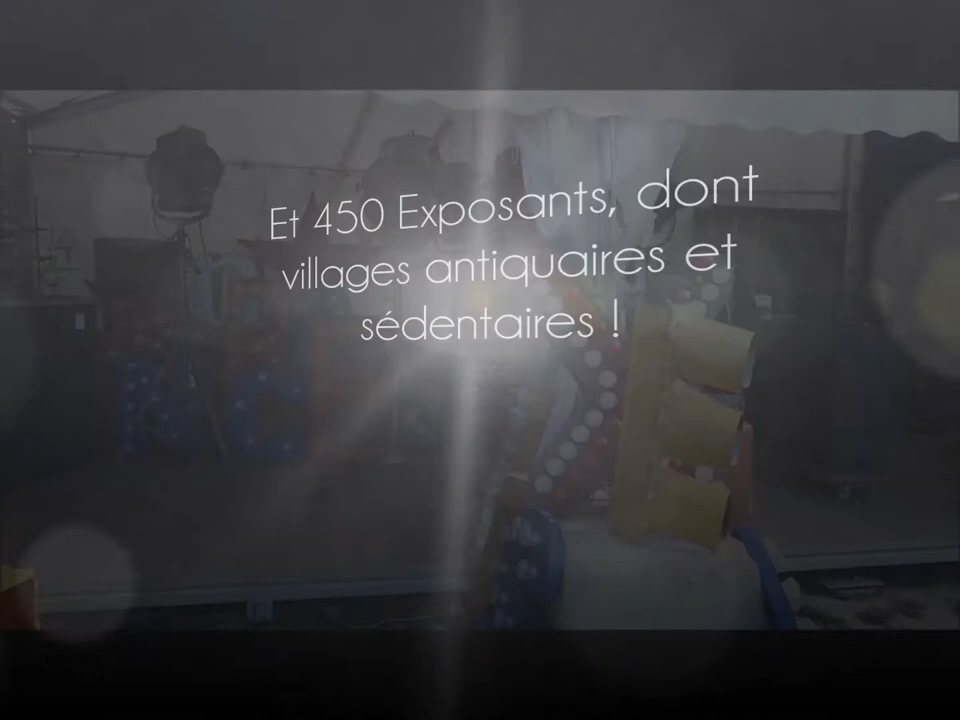 Et 450 Exposants, dont
villages antiquaires et
sédentaires !